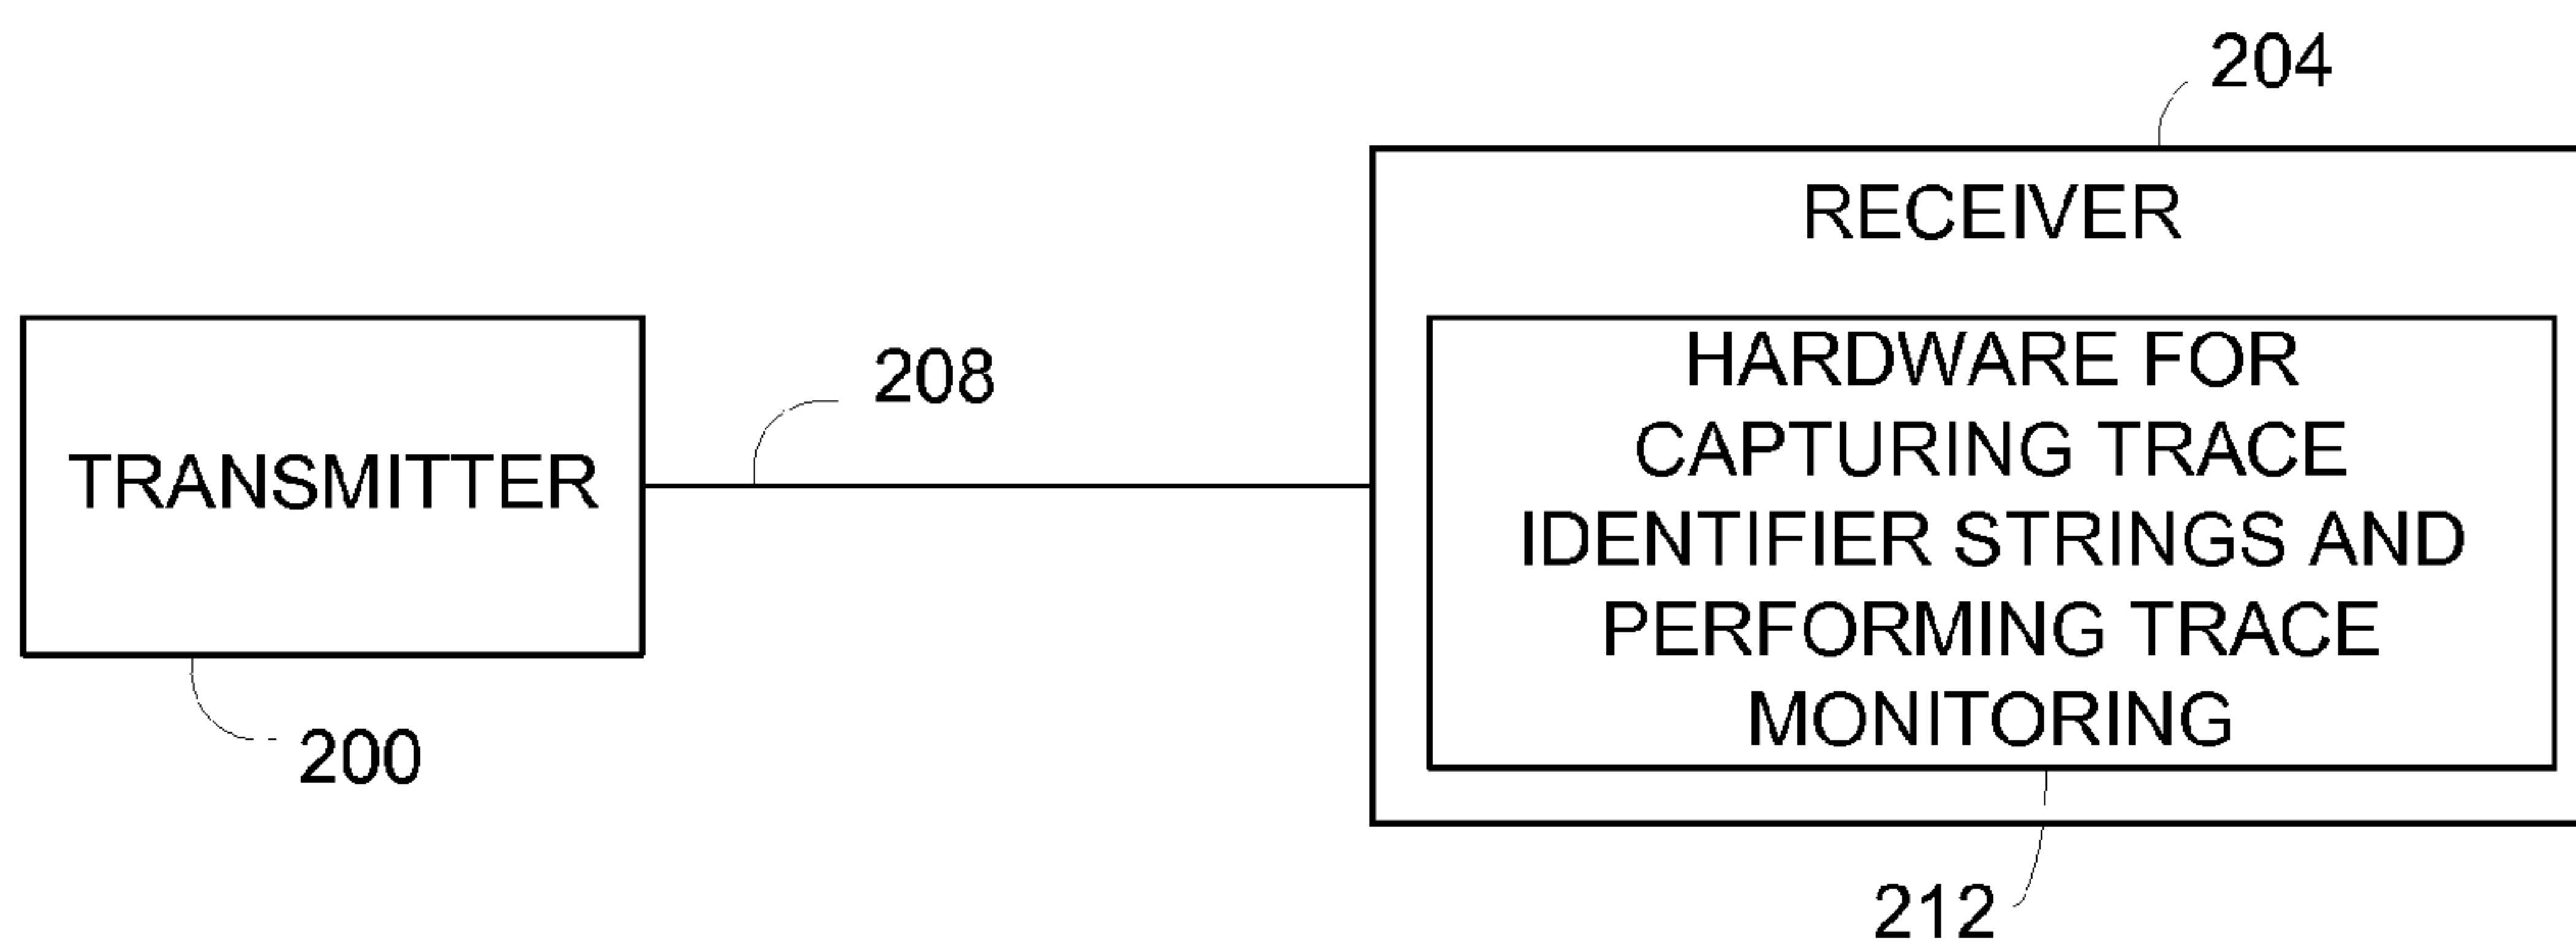 204
RECEIVER
HARDWARE FOR
CAPTURING TRACE
IDENTIFIER STRINGS AND
PERFORMING TRACE
MONITORING
208
TRANSMITTER
200
212